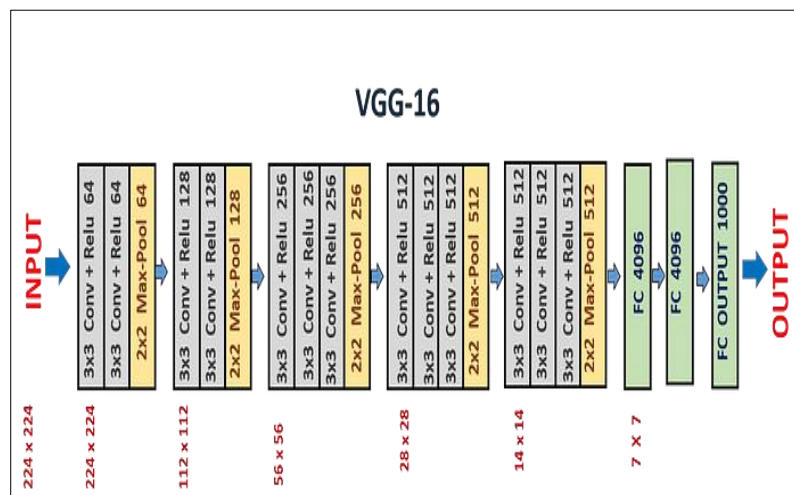 VGG-16
INPUT
3x3 Conv + Relu 64
3x3 Conv + Relu 64
2x2 Max-Pool 64
3x3 Conv + Relu 128
3x3 Conv + Relu 128
2x2 Max-Pool 128
3x3 Conv + Relu 256
3x3 Conv + Relu 256
3x3 Conv + Relu 256
2x2 Max-Pool 256
3x3 Conv + Relu 512
3x3 Conv + Relu 512
3x3 Conv + Relu 512
2x2 Max-Pool 512
3x3 Conv + Relu 512
3x3 Conv + Relu 512
3x3 Conv + Relu 512
2x2 Max-Pool 512
FC 4096
FC 4096
FC OUTPUT 1000
OUTPUT
224 x 224
224 x 224
112 x 112
56 x 56
28 x 28
14 x 14
7 X 7